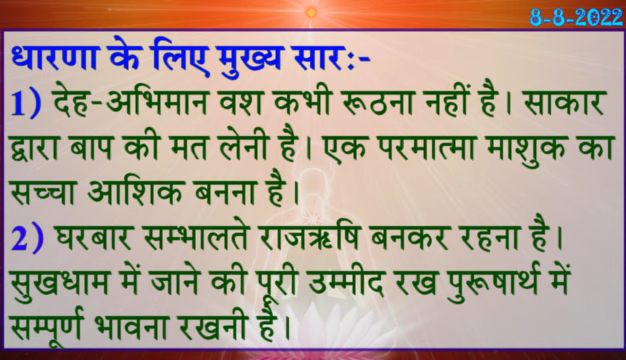 8-8-2022
धारणा के लिए मुख्य सार:-
1) देह-अभिमान वश कभी रूठना नहीं है। साकार
द्वारा बाप की मत लेनी है। एक परमात्मा माशुक का
सच्चा आशिक बनना है।
2) घरबार सम्भालते राजऋषि बनकर रहना है।
सुखधाम में जाने की पूरी उम्मीद रख पुरूषार्थ में
सम्पूर्ण भावना रखनी है।